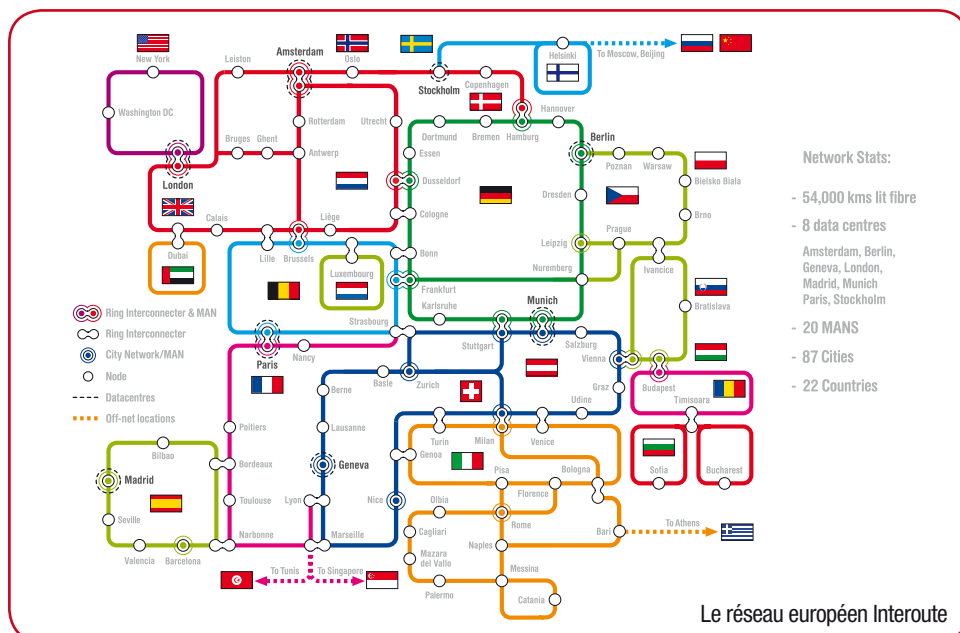 New York
Leiston
Amsterdam
Oslo
Helsinki
To Moscow, Beijing
Stockholm
Copenhagen
Hannover
Washington DC
Rotterdam
Utrecht
Dortmund
Bremen
Hamburg
Berlin
Bruges
Ghent
Antwerp
Essen
Poznan
Warsaw
London
Dusseldorf
Bielsko Biala
Dresden
Calais
Liège
Cologne
Brno
Dubai
Lille
Brussels
Bonn
Leipzig
Prague
Luxembourg
Frankfurt
Nuremberg
Ivancice
Karlsruhe
Munich
Bratislava
Strasbourg
Paris
Nancy
Stuttgart
Salzburg
Vienna
Basle
Zurich
Budapest
Berne
Graz
Timisoara
Udine
Poitiers
Lausanne
Turin
Milan
Venice
Bilbao
Genoa
Madrid
Bordeaux
Geneva
Pisa
Bologna
Sofia
Bucharest
Toulouse
Lyon
Nice
Olbia
Florence
Seville
Cagliari
Rome
Bari
To Athens
Valencia
Barcelona
Narbonne
Marseille
Naples
Mazara
del Vallo
To Tunis
To Singapore
Messina
Palermo
Catania
Ring Interconnecter & MAN
Ring Interconnecter
City Network/MAN
Node
Datacentres
Off-net locations
Network Stats:
- 54,000 kms lit fibre
- 8 data centres
Amsterdam, Berlin,
Geneva, London,
Madrid, Munich
Paris, Stockholm
- 20 MANS
- 87 Cities
- 22 Countries
Le réseau européen Interoute